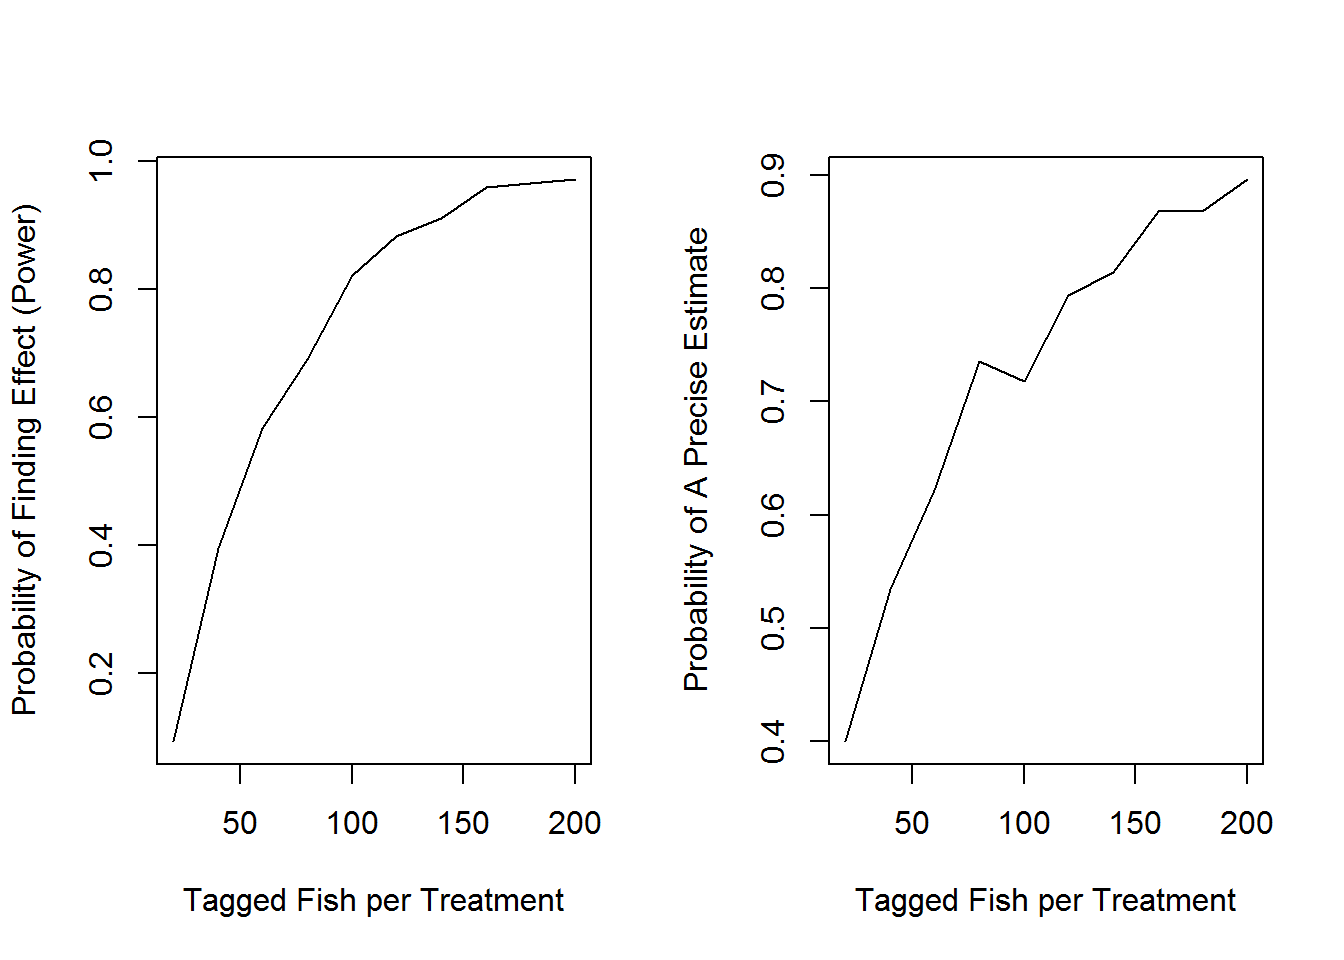 Probability of Finding Effect (Power)
1.0
0.8
0.6
0.4
0.2
50 100 150 200
Tagged Fish per Treatment
Probability of A Precise Estimate
0.9
0.8
0.7
0.6
0.5
0.4
50 100 150 200
Tagged Fish per Treatment